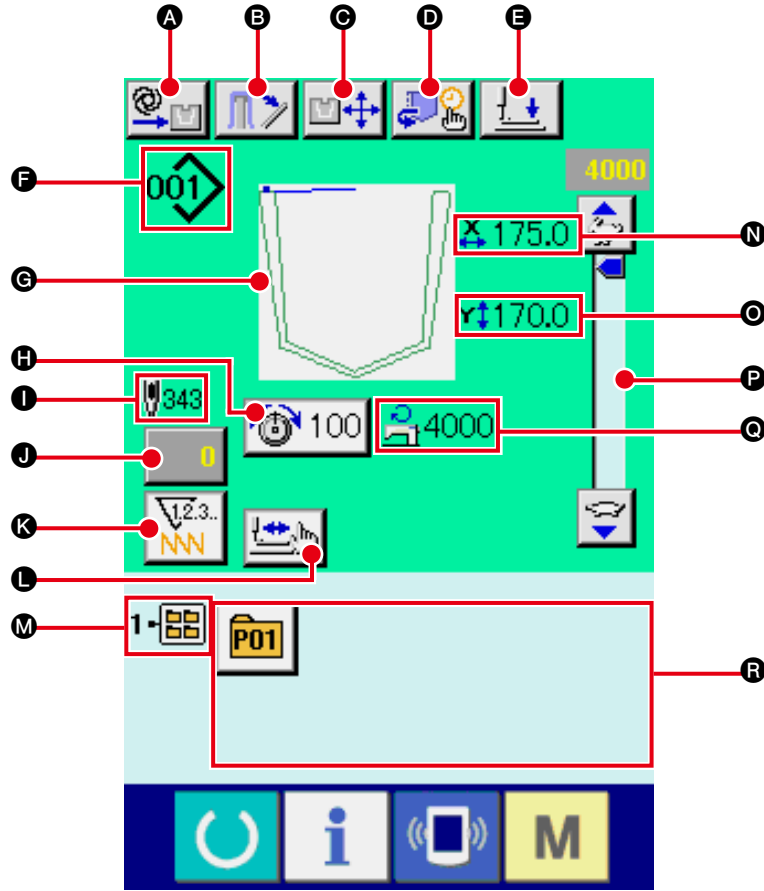 A B C D E
F 001 4000
X 175.0 N
G
Y 170.0 O
H
I 343 P
100 4000 Q
J 0
K 1.2.3..
L
M 1 P01
R
i M